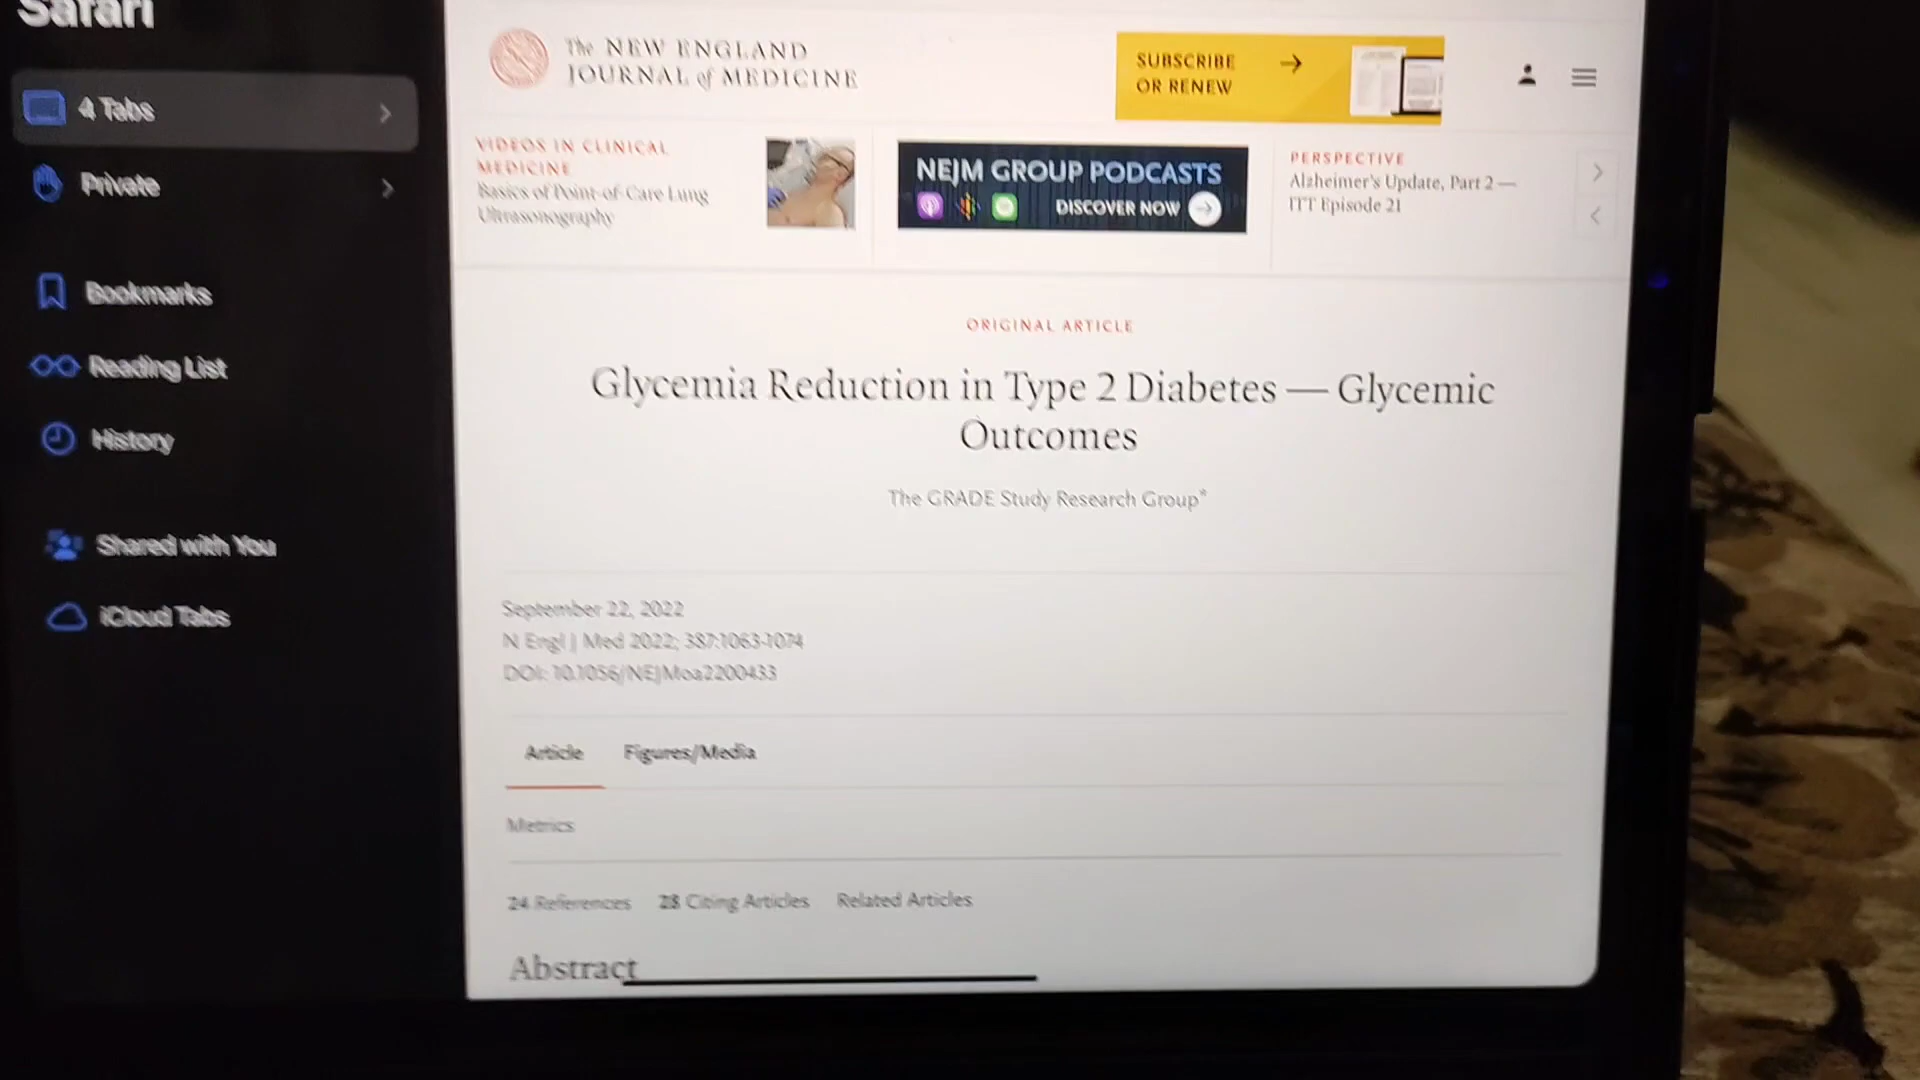 Safari
4 Tabs
Private
Bookmarks
Reading List
History
Shared with You
iCloud Tabs
The NEW ENGLAND
JOURNAL of MEDICINE
SUBSCRIBE
OR RENEW
VIDEOS IN CLINICAL
MEDICINE
Basics of Point-of-Care Lung
Ultrasonography
NEJM GROUP PODCASTS
DISCOVER NOW
PERSPECTIVE
Alzheimer's Update, Part 2 —
ITT Episode 21
ORIGINAL ARTICLE
Glycemia Reduction in Type 2 Diabetes — Glycemic
Outcomes
The GRADE Study Research Group*
September 22, 2022
N Engl J Med 2022; 387:1063-1074
DOI: 10.1056/NEJMoa2200433
Article Figures/Media
Metrics
24 References 28 Citing Articles Related Articles
Abstract